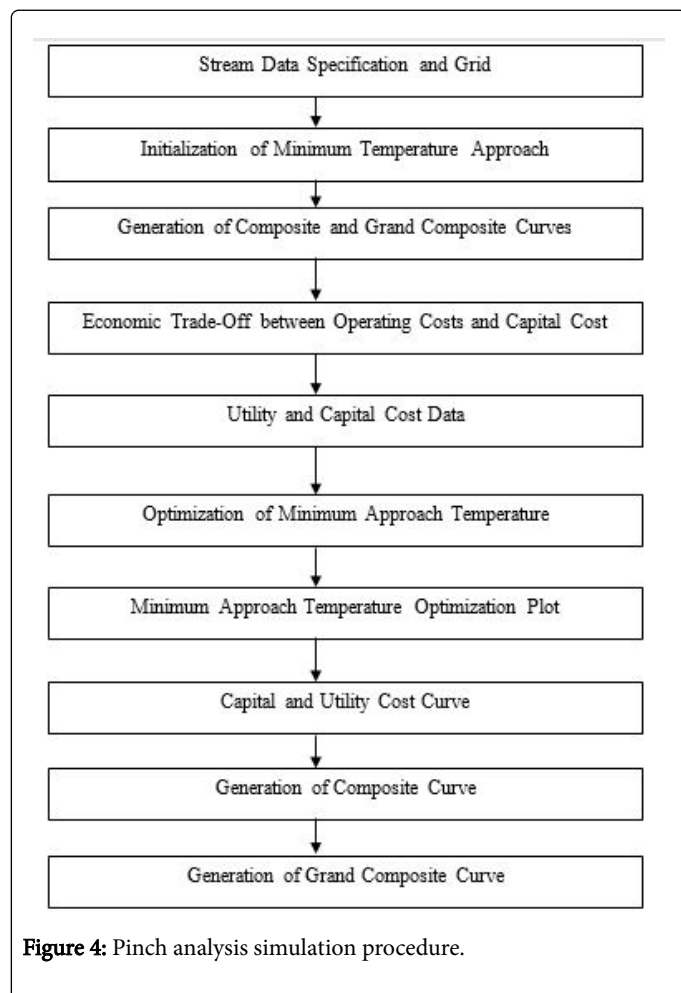 Stream Data Specification and Grid
Initialization of Minimum Temperature Approach
Generation of Composite and Grand Composite Curves
Economic Trade-Off between Operating Costs and Capital Cost
Utility and Capital Cost Data
Optimization of Minimum Approach Temperature
Minimum Approach Temperature Optimization Plot
Capital and Utility Cost Curve
Generation of Composite Curve
Generation of Grand Composite Curve
Figure 4: Pinch analysis simulation procedure.